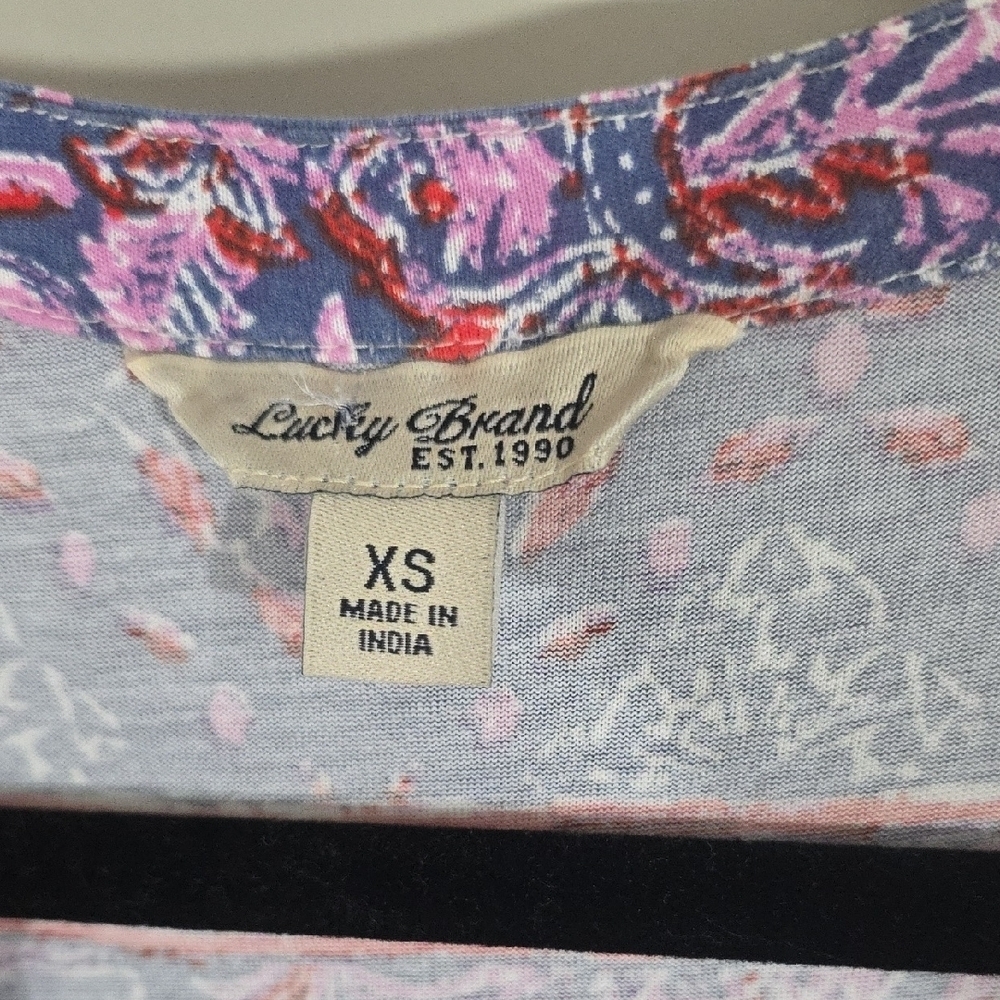 Lucky Brand
EST. 1990
XS
MADE IN
INDIA